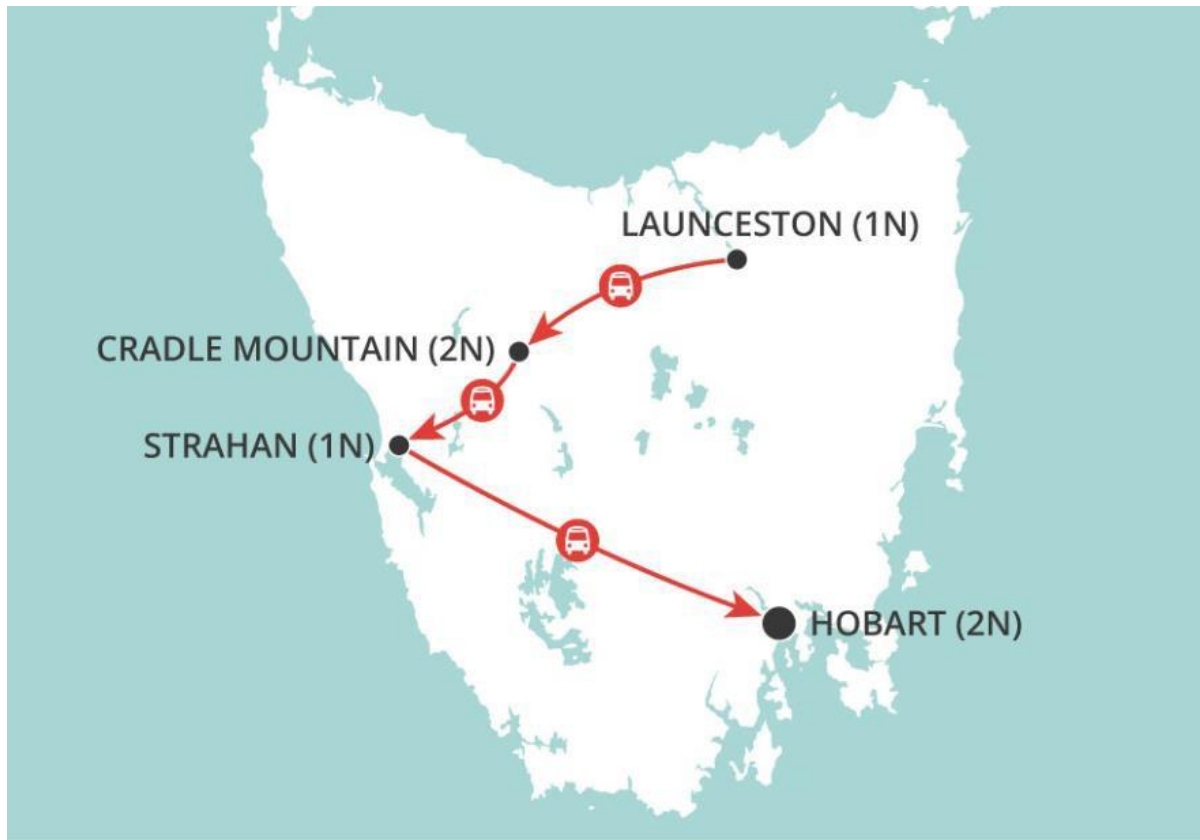 LAUNCESTON (1N)
CRADLE MOUNTAIN (2N)
STRAHAN (1N)
HOBART (2N)